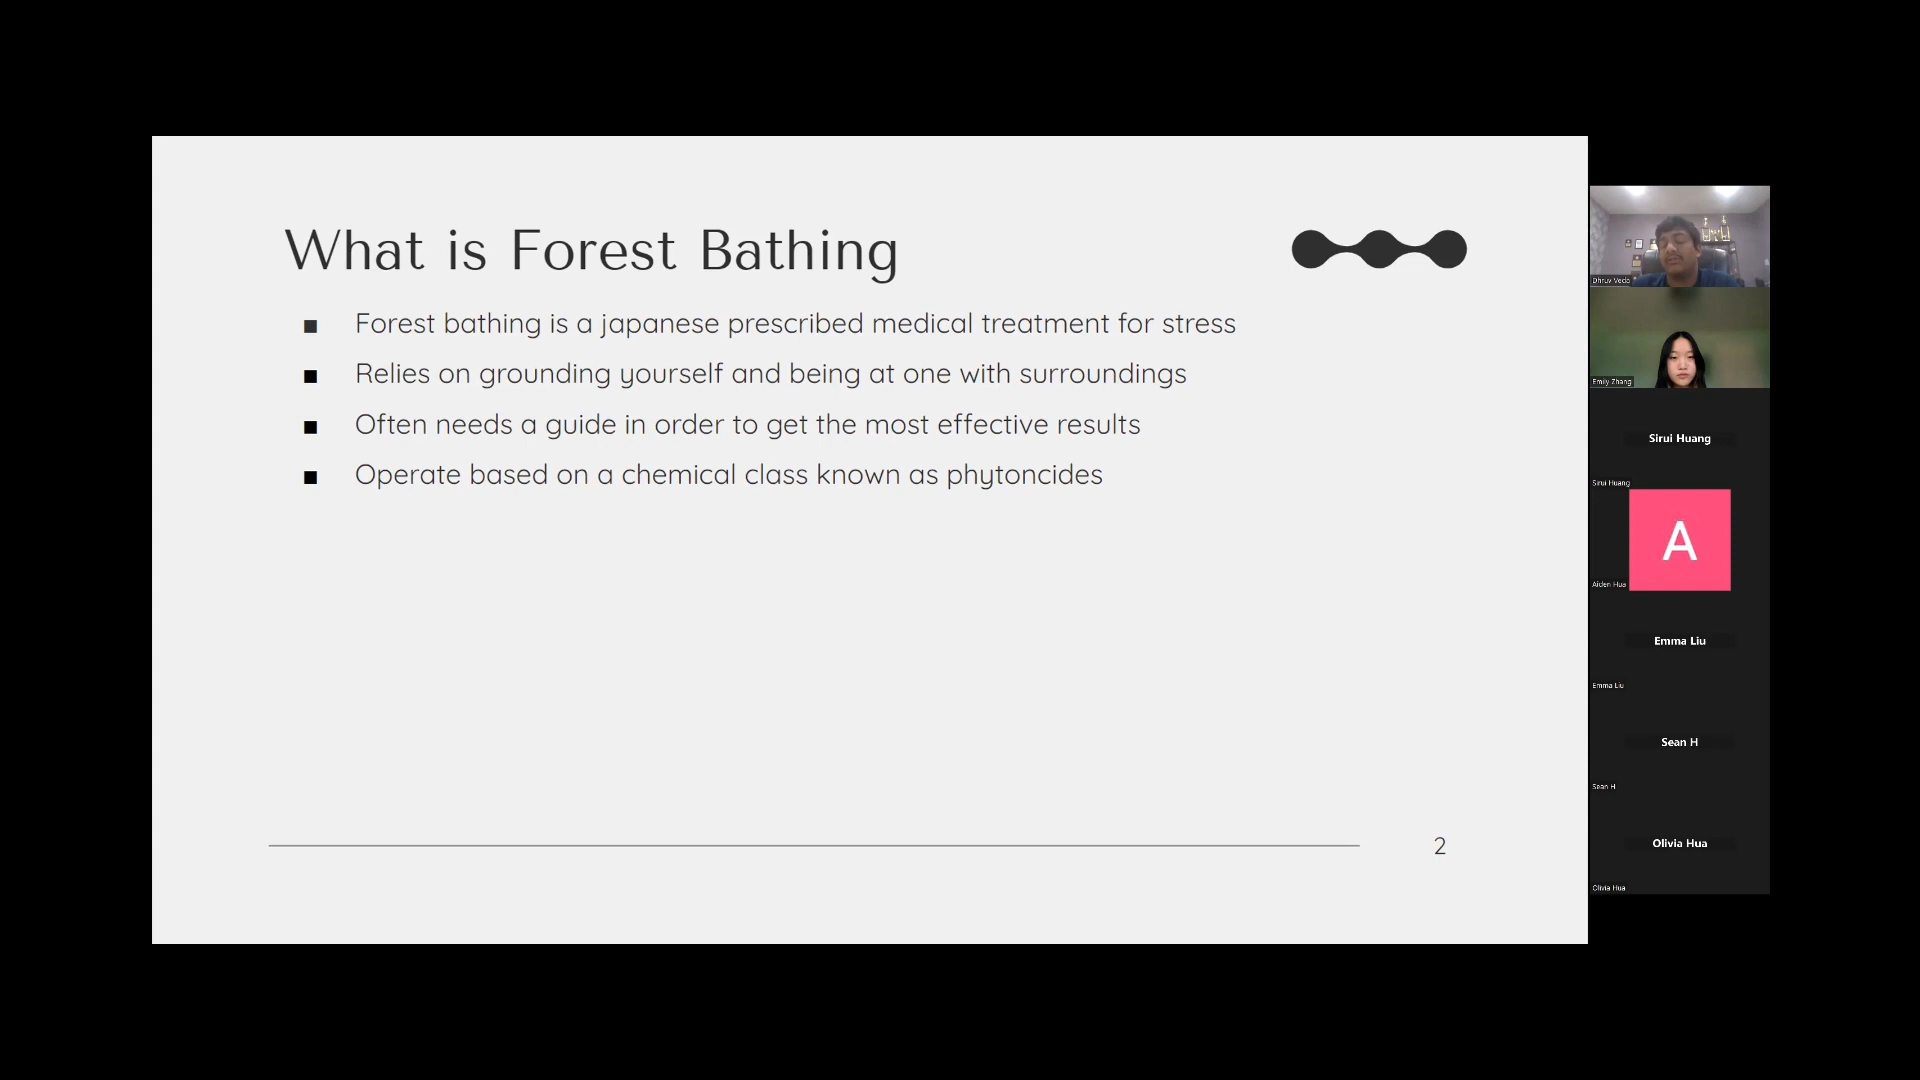 What is Forest Bathing
■ Forest bathing is a japanese prescribed medical treatment for stress
■ Relies on grounding yourself and being at one with surroundings
■ Often needs a guide in order to get the most effective results
■ Operate based on a chemical class known as phytoncides
2
Dhruv Veda
Emily Zhang
Sirui Huang
Sirui Huang
A
Aiden Hua
Emma Liu
Emma Liu
Sean H
Sean H
Olivia Hua
Olivia Hua